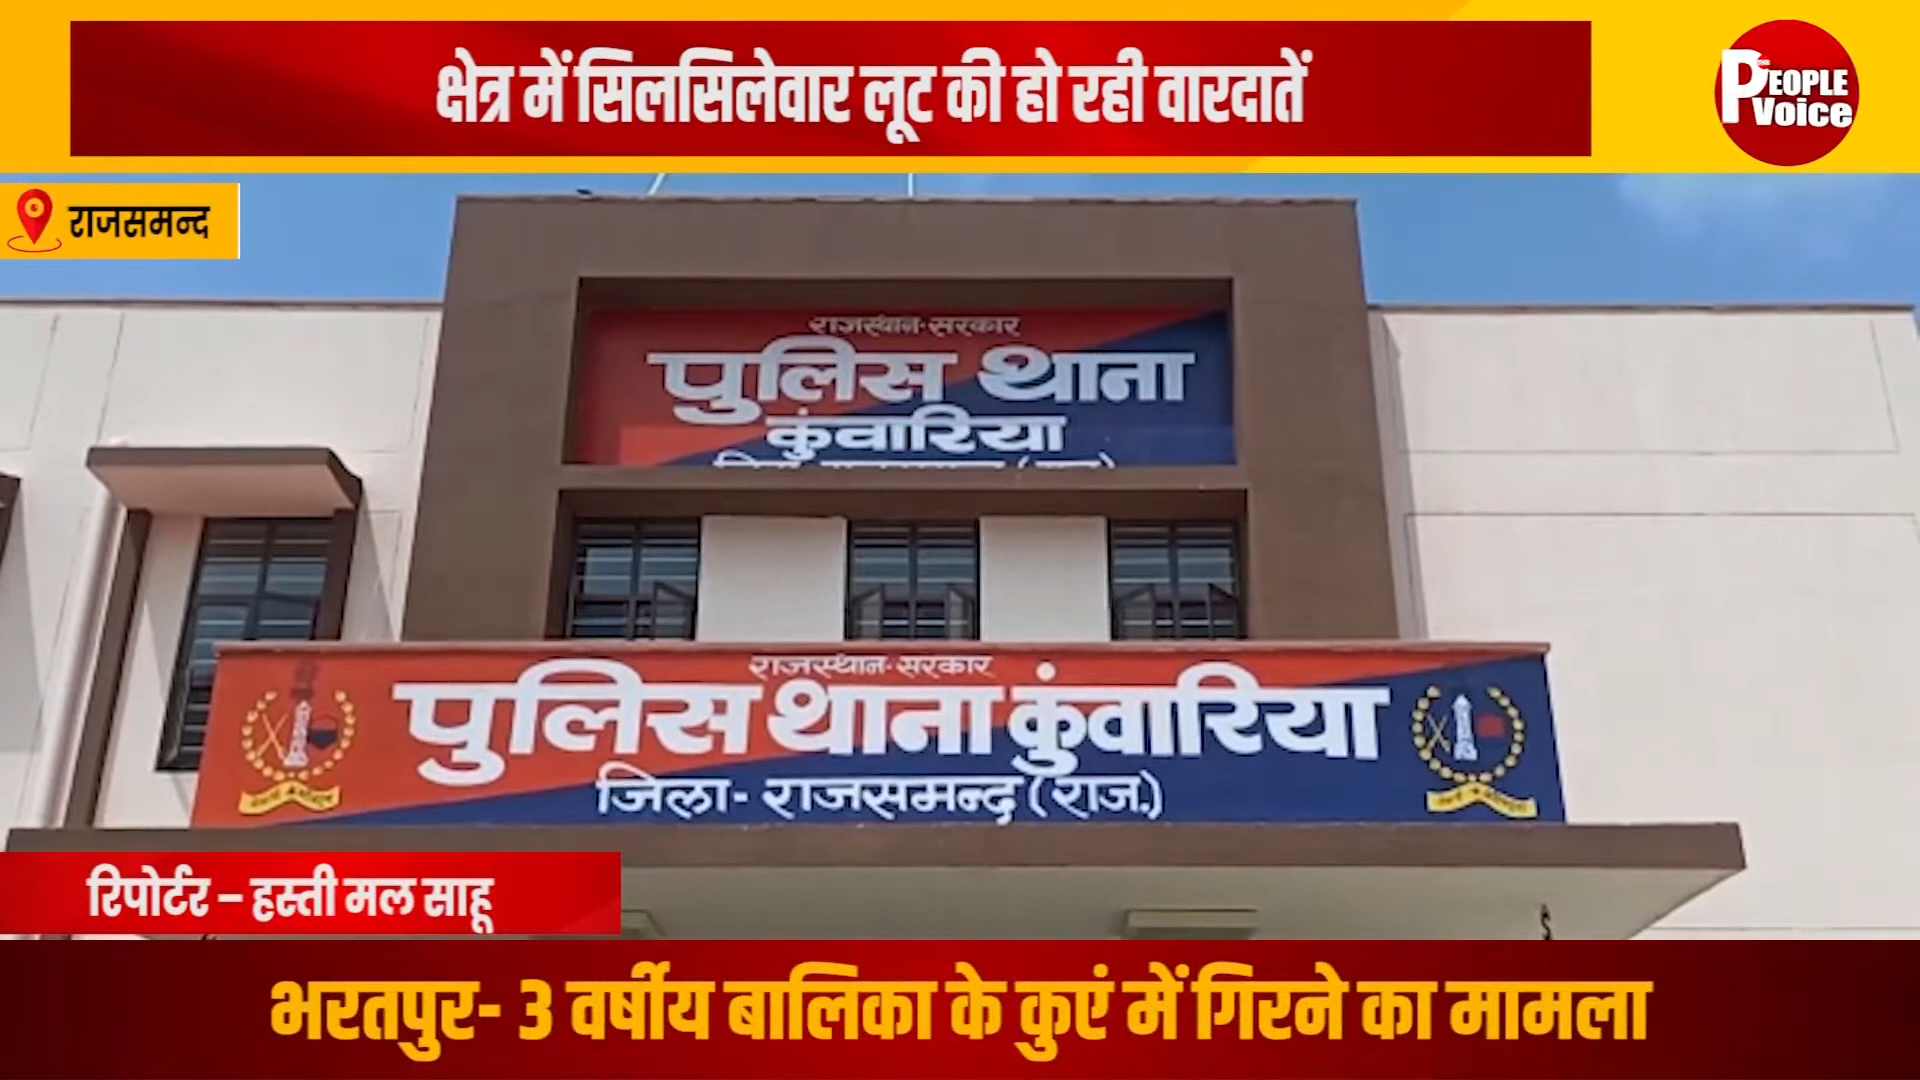 क्षेत्र में सिलसिलेवार लूट की हो रही वारदातें
PEOPLE
Voice
राजसमन्द
राजस्थान सरकार
पुलिस थाना
कुंवारिया
राजस्थान सरकार
पुलिस थाना कुंवारिया
जिला- राजसमन्द (राज.)
रिपोर्टर – हस्ती मल साहू
भरतपुर- 3 वर्षीय बालिका के कुएं में गिरने का मामला